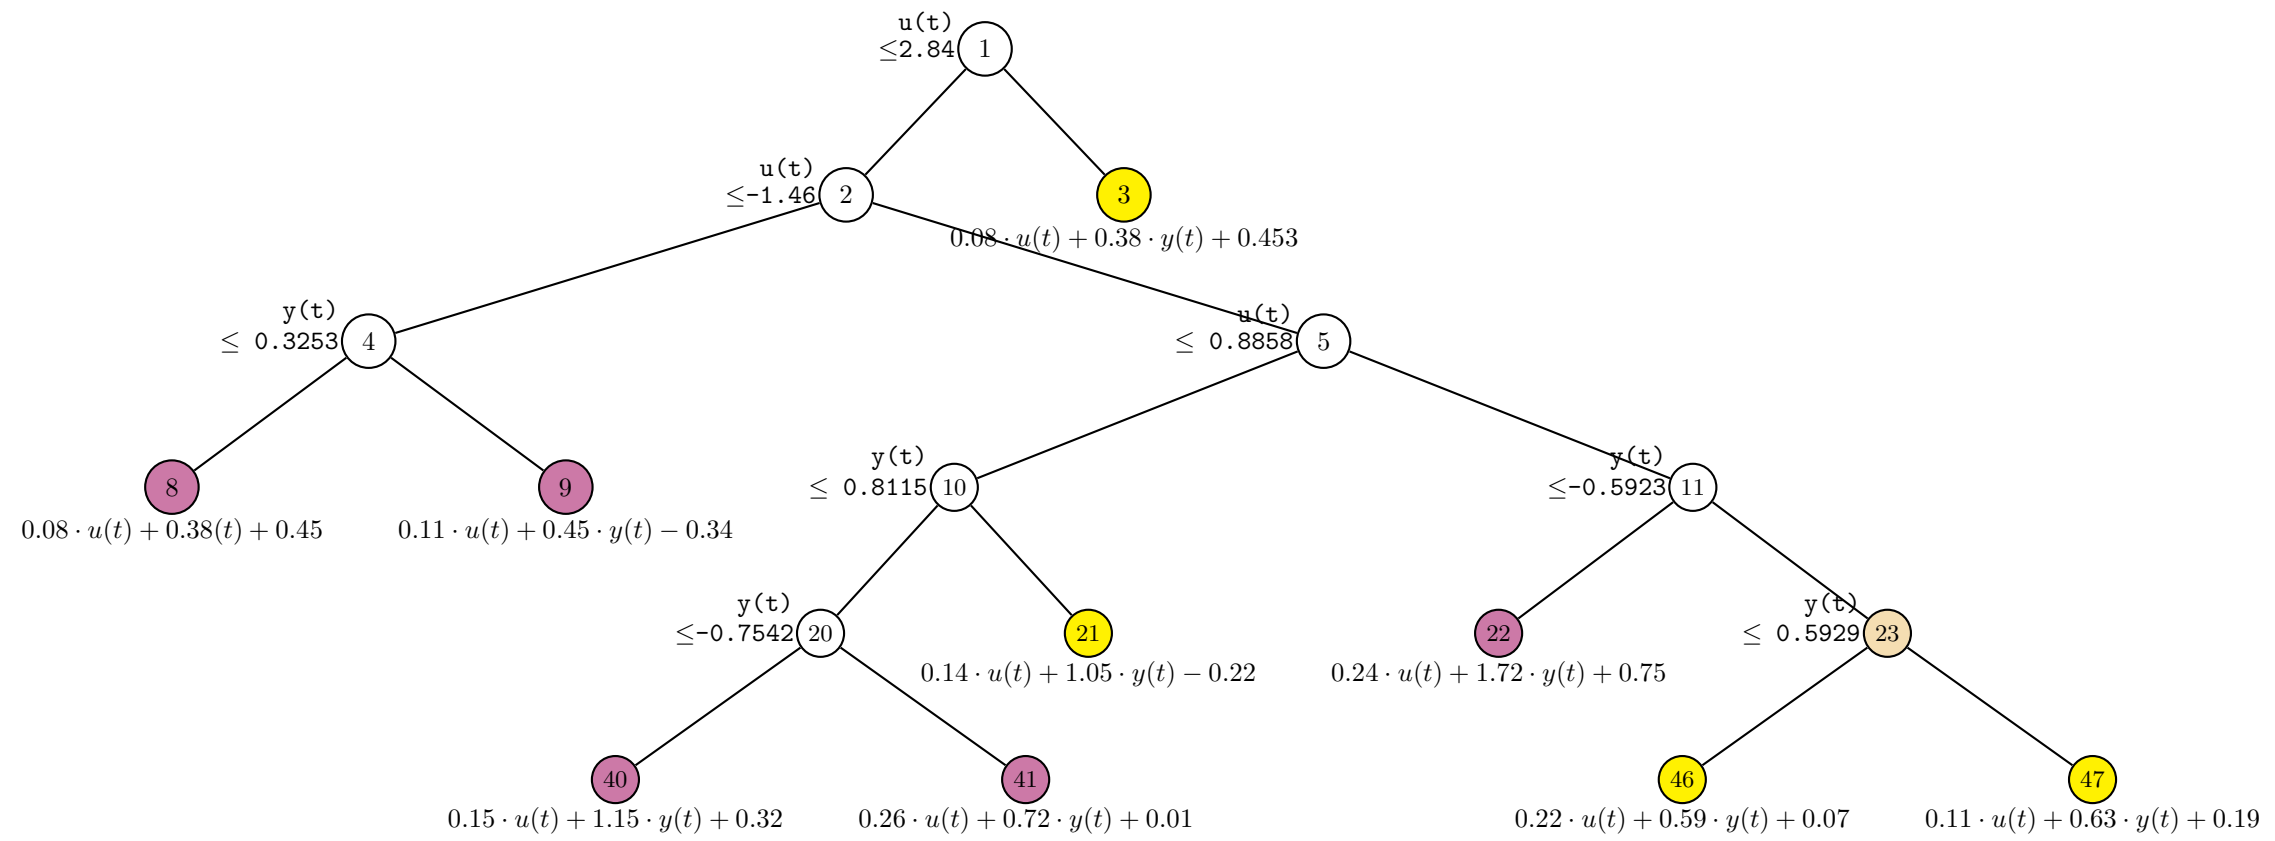 u(t)
≤2.84
1
u(t)
≤-1.46
2
3
0.08 · u(t) + 0.38 · y(t) + 0.453
y(t)
≤ 0.3253
4
u(t)
≤ 0.8858
5
8
0.08 · u(t) + 0.38(t) + 0.45
9
0.11 · u(t) + 0.45 · y(t) − 0.34
y(t)
≤ 0.8115
10
y(t)
≤-0.5923
11
y(t)
≤-0.7542
20
21
0.14 · u(t) + 1.05 · y(t) − 0.22
22
0.24 · u(t) + 1.72 · y(t) + 0.75
y(t)
≤ 0.5929
23
40
0.15 · u(t) + 1.15 · y(t) + 0.32
41
0.26 · u(t) + 0.72 · y(t) + 0.01
46
0.22 · u(t) + 0.59 · y(t) + 0.07
47
0.11 · u(t) + 0.63 · y(t) + 0.19